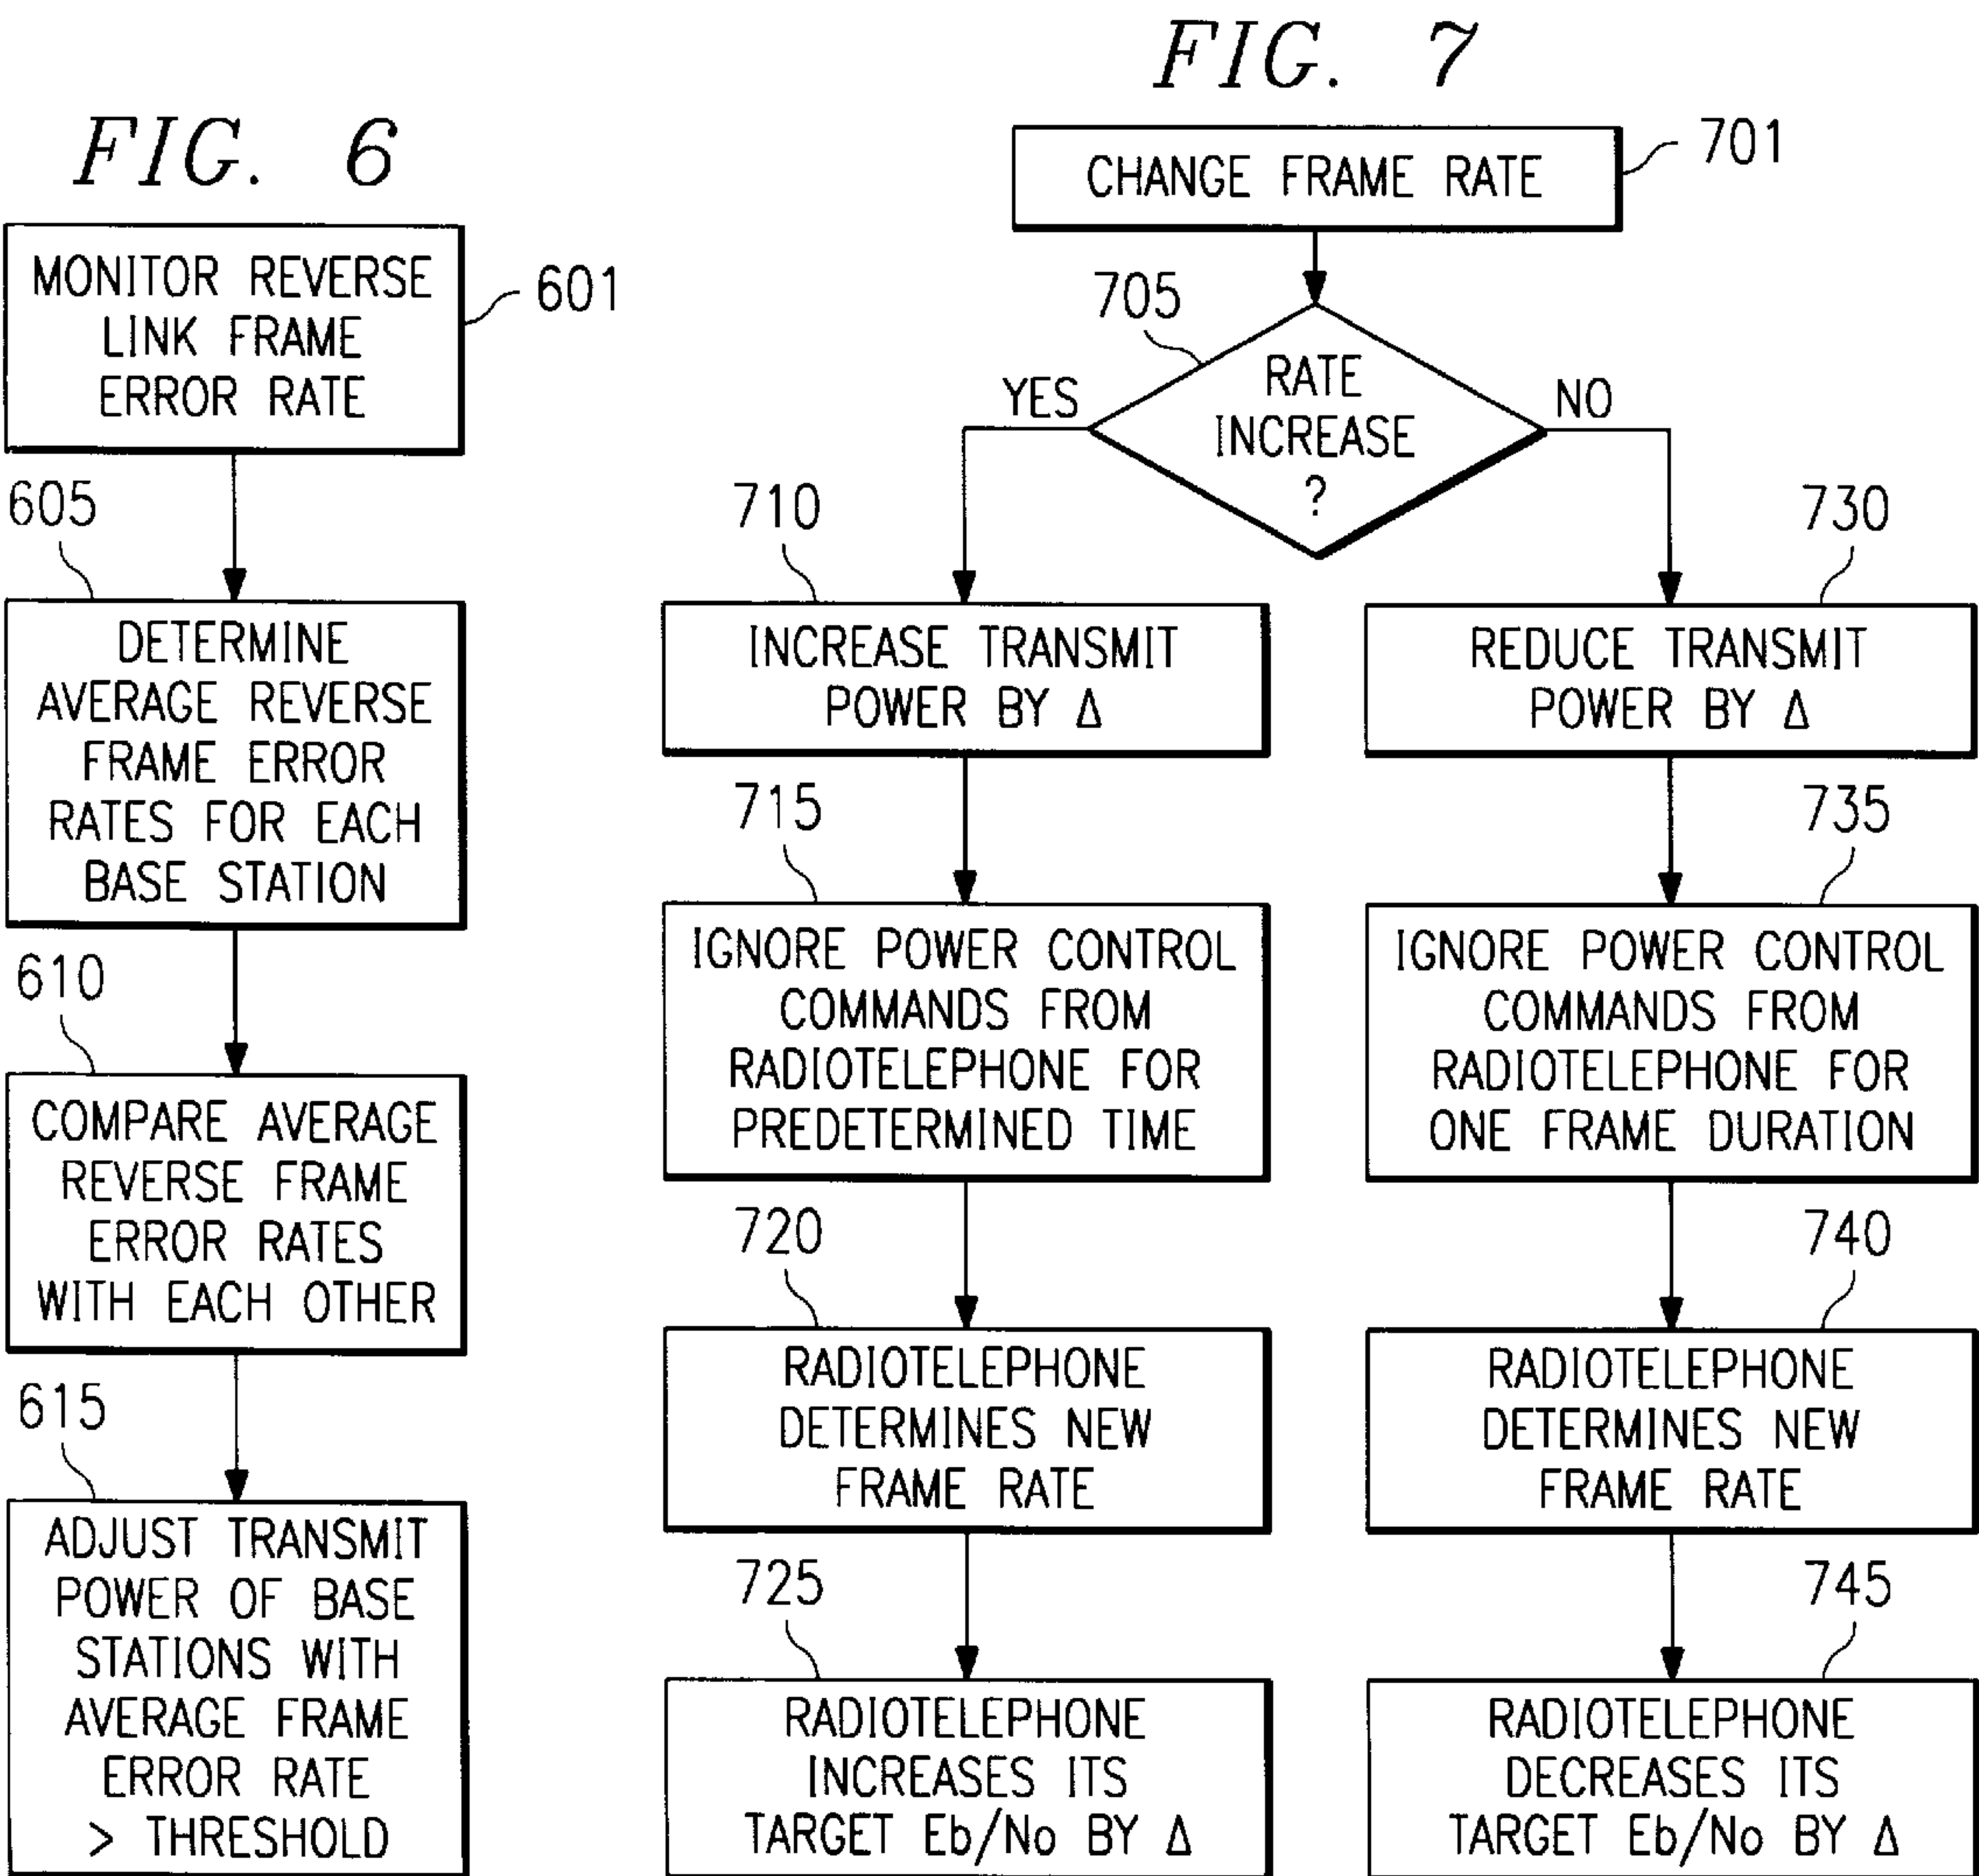 FIG. 6
MONITOR REVERSE
LINK FRAME
ERROR RATE
601
605
DETERMINE
AVERAGE REVERSE
FRAME ERROR
RATES FOR EACH
BASE STATION
610
COMPARE AVERAGE
REVERSE FRAME
ERROR RATES
WITH EACH OTHER
615
ADJUST TRANSMIT
POWER OF BASE
STATIONS WITH
AVERAGE FRAME
ERROR RATE
> THRESHOLD
FIG. 7
CHANGE FRAME RATE
701
705
RATE
INCREASE
?
YES
NO
710
INCREASE TRANSMIT
POWER BY Δ
715
IGNORE POWER CONTROL
COMMANDS FROM
RADIOTELEPHONE FOR
PREDETERMINED TIME
720
RADIOTELEPHONE
DETERMINES NEW
FRAME RATE
725
RADIOTELEPHONE
INCREASES ITS
TARGET Eb/No BY Δ
730
REDUCE TRANSMIT
POWER BY Δ
735
IGNORE POWER CONTROL
COMMANDS FROM
RADIOTELEPHONE FOR
ONE FRAME DURATION
740
RADIOTELEPHONE
DETERMINES NEW
FRAME RATE
745
RADIOTELEPHONE
DECREASES ITS
TARGET Eb/No BY Δ